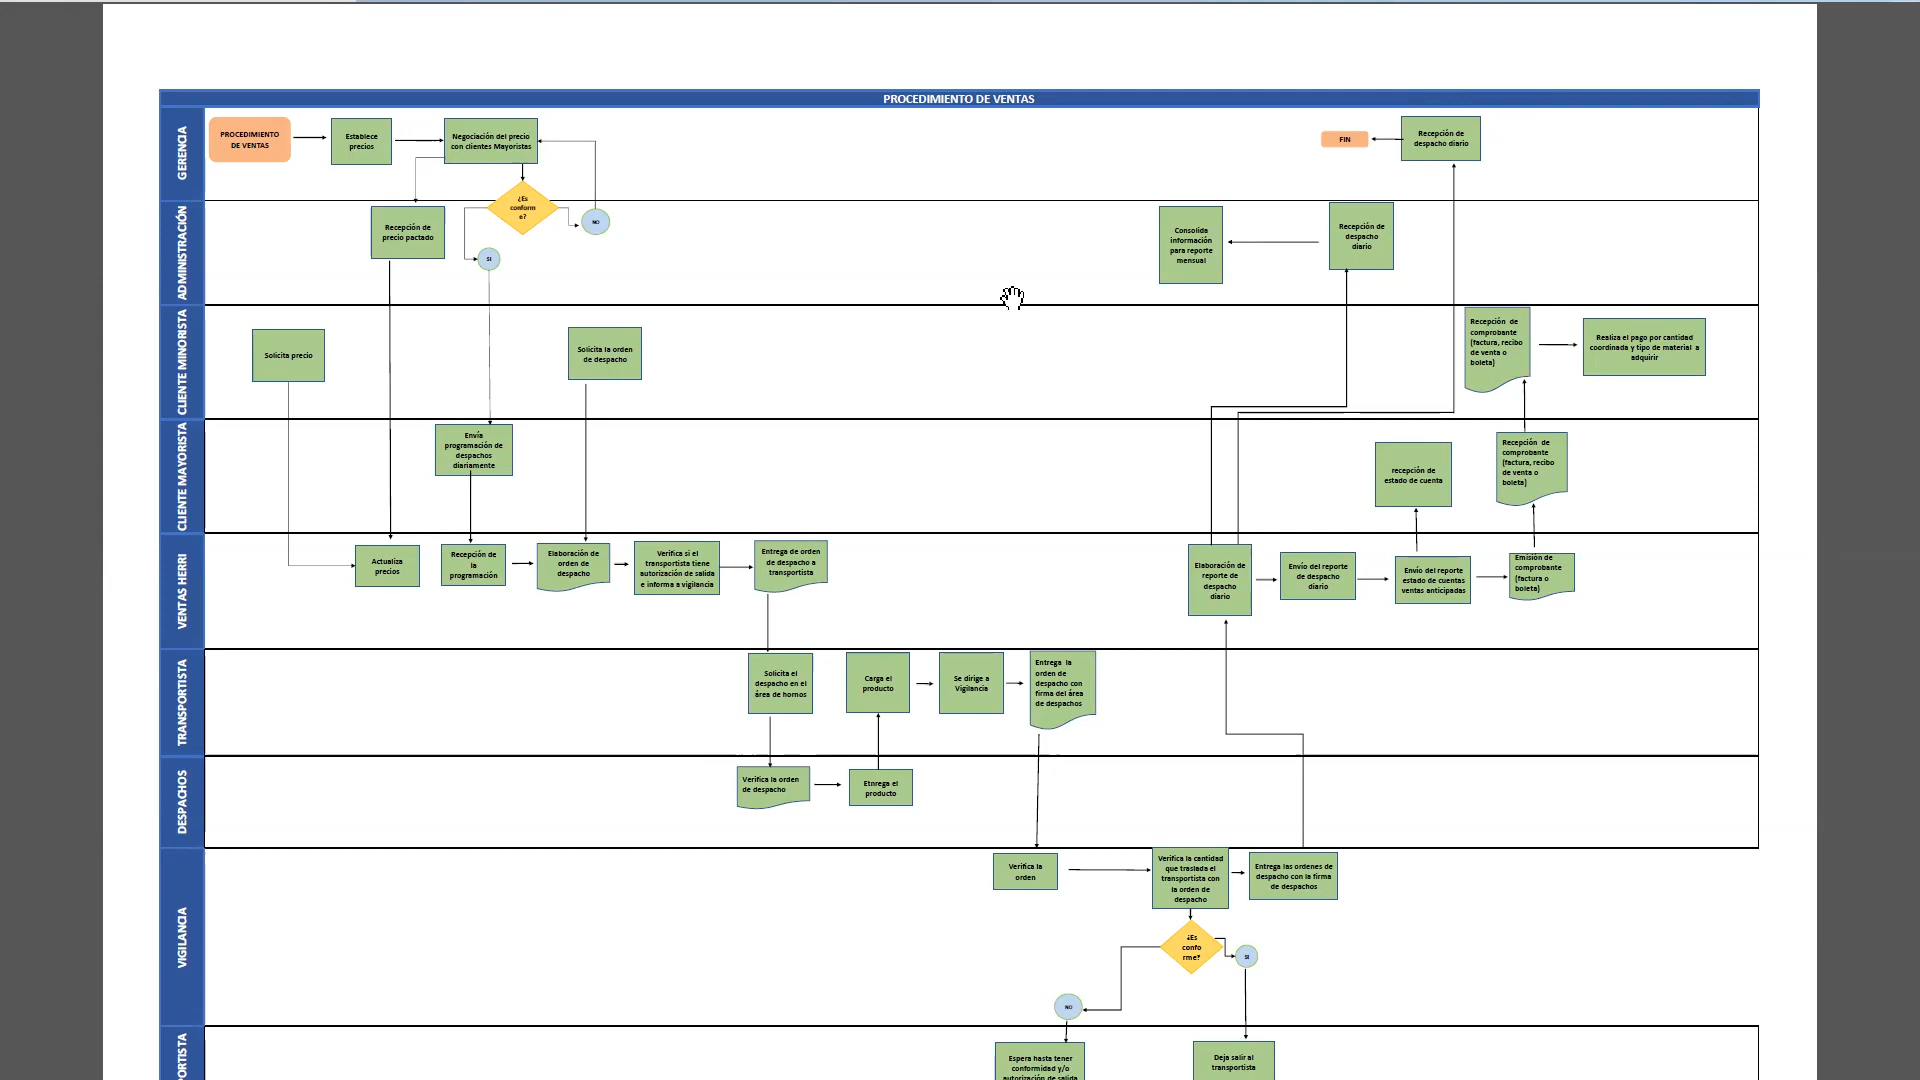 PROCEDIMIENTO DE VENTAS
GERENCIA
PROCEDIMIENTO
DE VENTAS
Establece
precios
Negociación del precio
con clientes Mayoristas
¿Es
conform
e?
NO
SI
FIN
Recepción de
despacho diario
ADMINISTRACIÓN
Recepción de
precio pactado
Consolida
información
para reporte
mensual
Recepción de
despacho
diario
CLIENTE MINORISTA
Solicita precio
Solicita la orden
de despacho
Recepción de
comprobante
(factura, recibo
de venta o
boleta)
Realiza el pago por cantidad
coordinada y tipo de material a
adquirir
CLIENTE MAYORISTA
Envía
programación de
despachos
diariamente
recepción de
estado de cuenta
Recepción de
comprobante
(factura, recibo
de venta o
boleta)
VENTAS HERRI
Actualiza
precios
Recepción de
la
programación
Elaboración de
orden de
despacho
Verifica si el
transportista tiene
autorización de salida
e informa a vigilancia
Entrega de orden
de despacho a
transportista
Elaboración de
reporte de
despacho
diario
Envío del reporte
de despacho
diario
Envío del reporte
estado de cuentas
ventas anticipadas
Emisión de
comprobante
(factura o
boleta)
TRANSPORTISTA
Solicita el
despacho en el
área de hornos
Carga el
producto
Se dirige a
Vigilancia
Entrega la
orden de
despacho con
firma del área
de despachos
DESPACHOS
Verifica la orden
de despacho
Etnrega el
producto
VIGILANCIA
Verifica la
orden
Verifica la cantidad
que traslada el
transportista con
la orden de
despacho
Entrega las ordenes de
despacho con la firma
de despachos
¿Es
confo
rme?
SI
NO
PORTISTA
Espera hasta tener
conformidad y/o
autorización de salida
Deja salir al
transportista